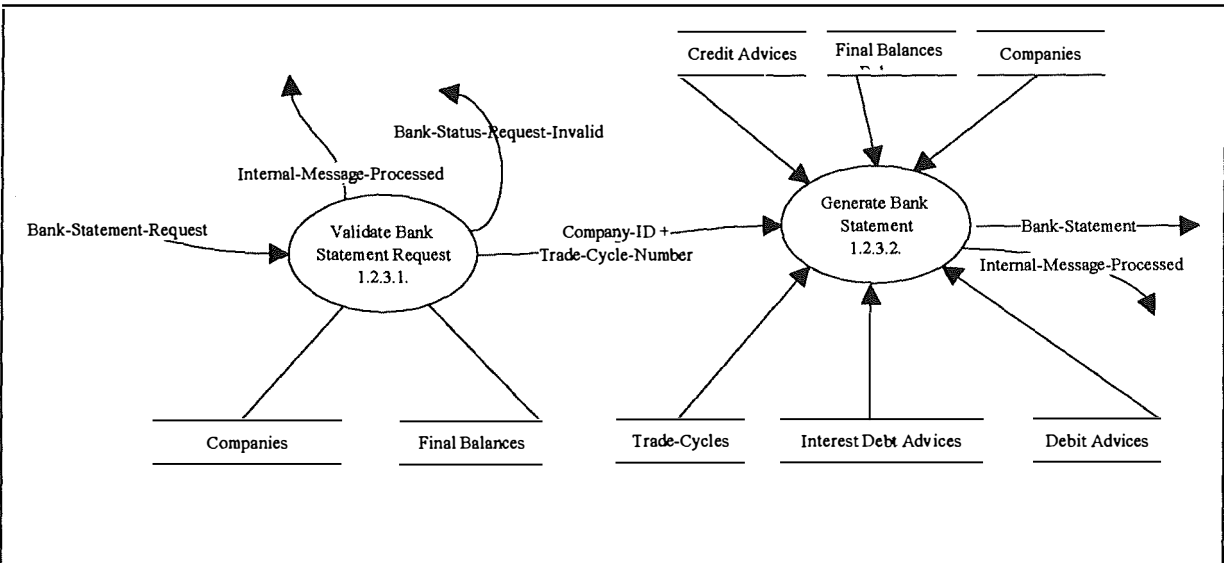 Credit Advices
Final Balances
Companies
Bank-Status-Request-Invalid
Internal-Message-Processed
Bank-Statement-Request
Validate Bank
Statement Request
1.2.3.1.
Company-ID +
Trade-Cycle-Number
Generate Bank
Statement
1.2.3.2.
Bank-Statement
Internal-Message-Processed
Companies
Final Balances
Trade-Cycles
Interest Debt Advices
Debit Advices